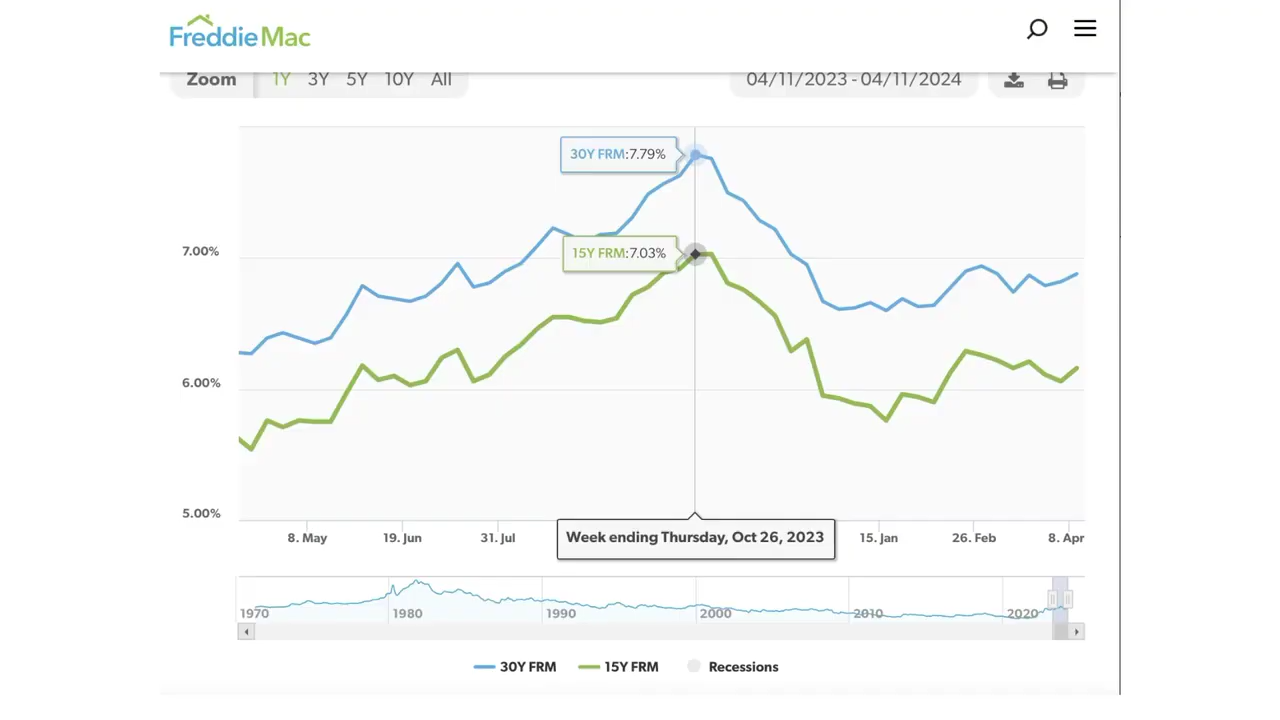 FreddieMac
Zoom 1Y 3Y 5Y 10Y All 04/11/2023 - 04/11/2024
30Y FRM:7.79%
7.00%
15Y FRM:7.03%
6.00%
5.00%
8. May 19. Jun 31. Jul 15. Jan 26. Feb 8. Apr
Week ending Thursday, Oct 26, 2023
1970 1980 1990 2000 2010 2020
30Y FRM 15Y FRM Recessions